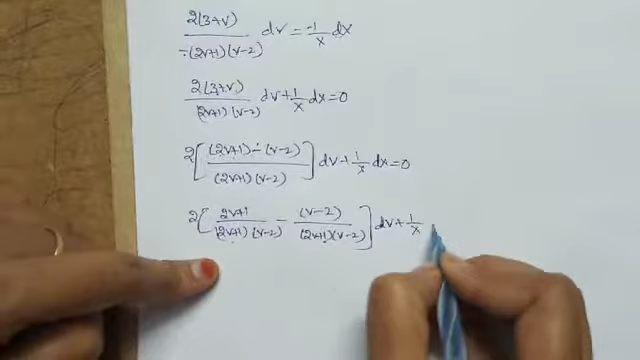 2(3+v) / -(2v+1)(v-2) dv = -1/x dx
2(3+v) / (2v+1)(v-2) dv + 1/x dx = 0
2[ (2v+1) - (v-2) / (2v+1)(v-2) ] dv + 1/x dx = 0
2[ 2v+1 / (2v+1)(v-2) - (v-2) / (2v+1)(v-2) ] dv + 1/x